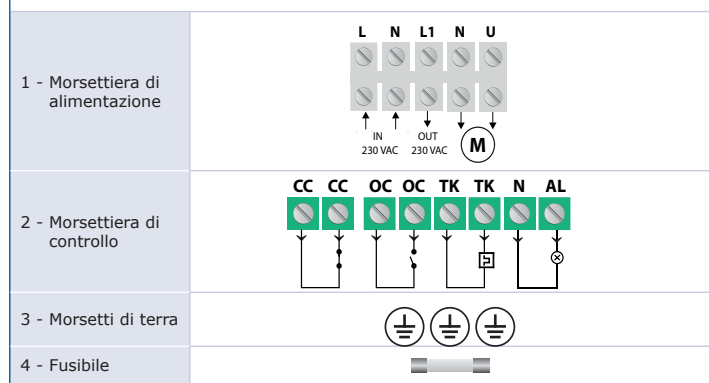 1 - Morsettiera di
alimentazione
L N L1 N U
IN
230 VAC
OUT
230 VAC
M
2 - Morsettiera di
controllo
CC CC OC OC TK TK N AL
3 - Morsetti di terra
4 - Fusibile